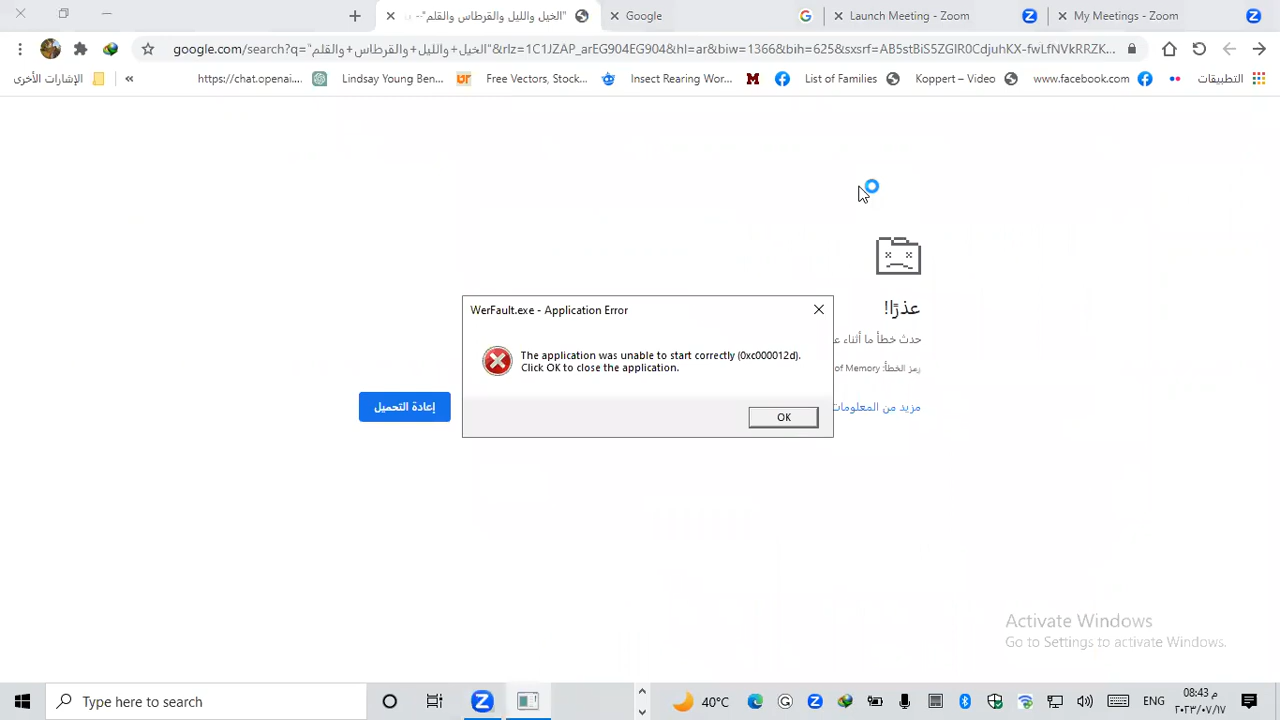 "الخيل والليل والقرطاس والقلم"--
Google
Launch Meeting - Zoom
My Meetings - Zoom
google.com/search?q="الخيل+والليل+والقرطاس+والقلم"&rlz=1C1JZAP_arEG904EG904&hl=ar&biw=1366&bih=625&sxsrf=AB5stBiS5ZGIR0CdjuhKX-fwLfNVkRRZK...
التطبيقات
www.facebook.com
Koppert – Video
List of Families
Insect Rearing Wor...
Free Vectors, Stock...
Lindsay Young Ben...
https://chat.openai...
«
الإشارات الأخرى
عذرًا!
حدث خطأ ما أثناء
رمز الخطأ: of Memory
مزيد من المعلومات
إعادة التحميل
WerFault.exe - Application Error
The application was unable to start correctly (0xc000012d).
Click OK to close the application.
OK
Activate Windows
Go to Settings to activate Windows.
Type here to search
40°C
ENG
08:43 م
٢٠٢٣/٠٧/١٧